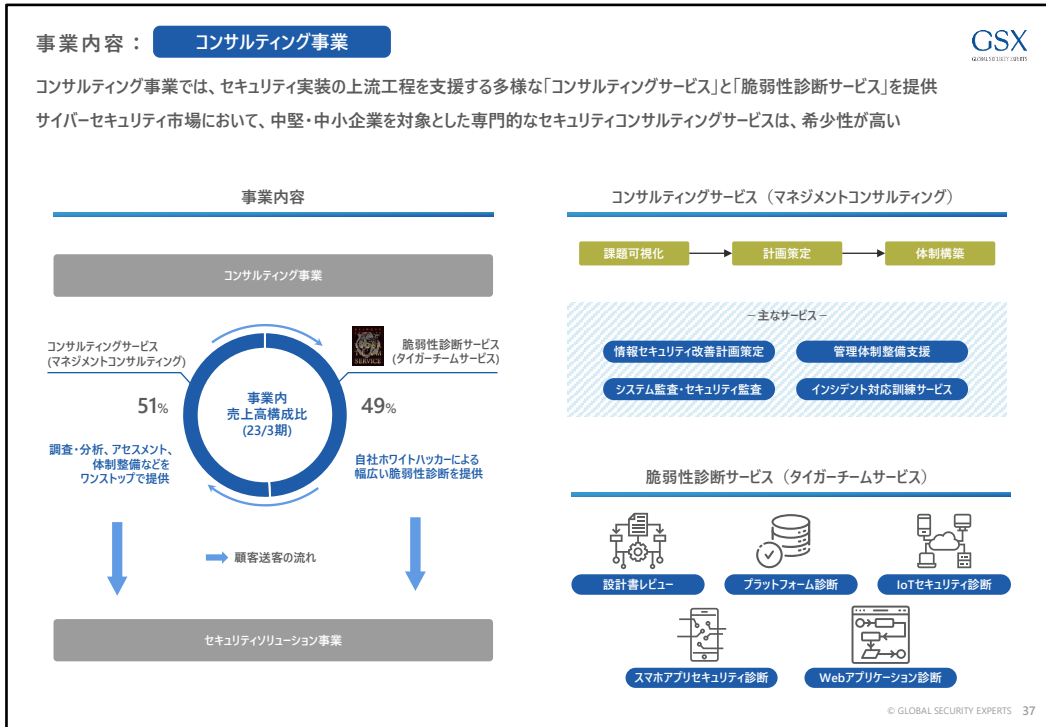 事業内容： コンサルティング事業
GSX
GLOBAL SECURITY EXPERTS
コンサルティング事業では、セキュリティ実装の上流工程を支援する多様な「コンサルティングサービス」と「脆弱性診断サービス」を提供
サイバーセキュリティ市場において、中堅・中小企業を対象とした専門的なセキュリティコンサルティングサービスは、希少性が高い
事業内容
コンサルティング事業
コンサルティングサービス
(マネジメントコンサルティング)
51%
調査・分析、アセスメント、
体制整備などを
ワンストップで提供
事業内
売上高構成比
(23/3期)
SERVICE
脆弱性診断サービス
(タイガーチームサービス)
49%
自社ホワイトハッカーによる
幅広い脆弱性診断を提供
顧客送客の流れ
セキュリティソリューション事業
コンサルティングサービス（マネジメントコンサルティング）
課題可視化
計画策定
体制構築
－主なサービス－
情報セキュリティ改善計画策定
管理体制整備支援
システム監査・セキュリティ監査
インシデント対応訓練サービス
脆弱性診断サービス（タイガーチームサービス）
設計書レビュー
プラットフォーム診断
IoTセキュリティ診断
スマホアプリセキュリティ診断
Webアプリケーション診断
© GLOBAL SECURITY EXPERTS 37